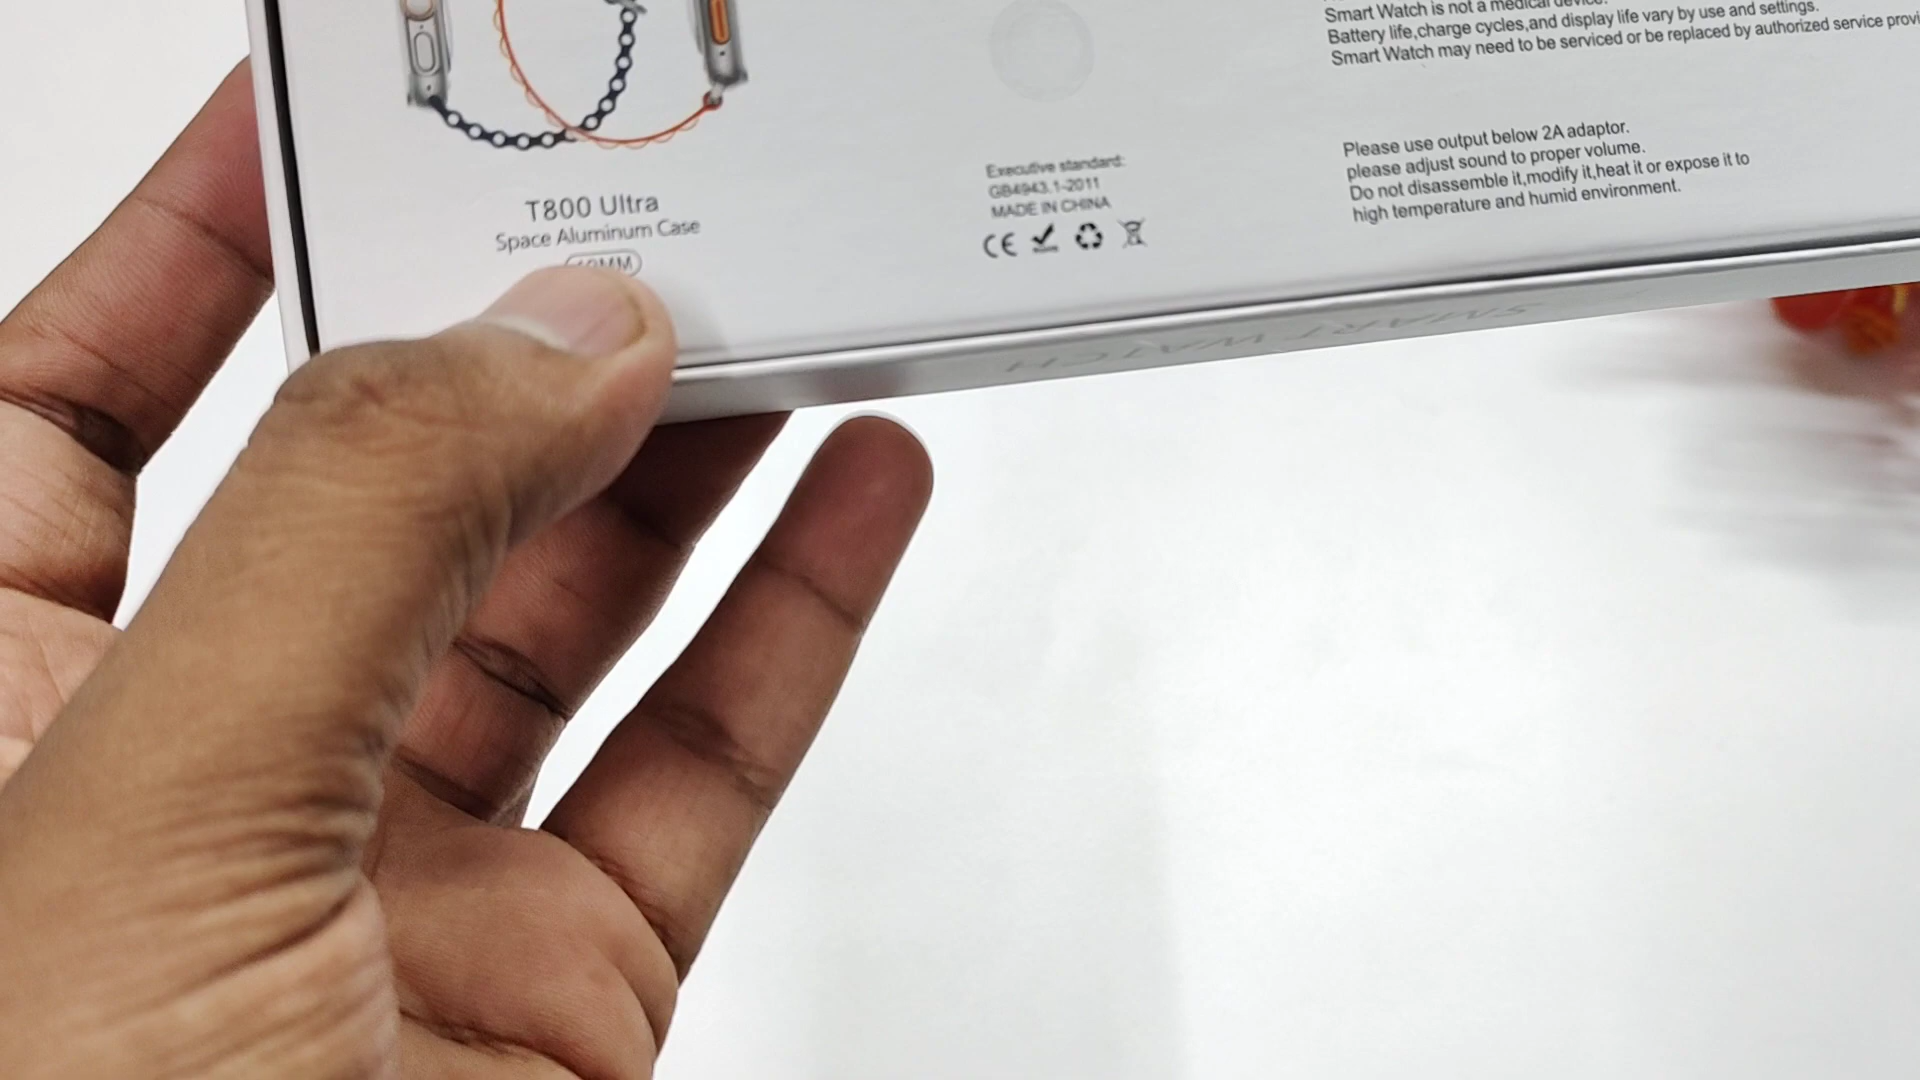 Smart Watch is not a medical device.
Battery life,charge cycles,and display life vary by use and settings.
Smart Watch may need to be serviced or be replaced by authorized service
Please use output below 2A adaptor.
please adjust sound to proper volume.
Do not disassemble it,modify it,heat it or expose it to
high temperature and humid environment.
T800 Ultra
Space Aluminum Case
Executive standard:
GB4943.1-2011
MADE IN CHINA
CE
SMART WATCH